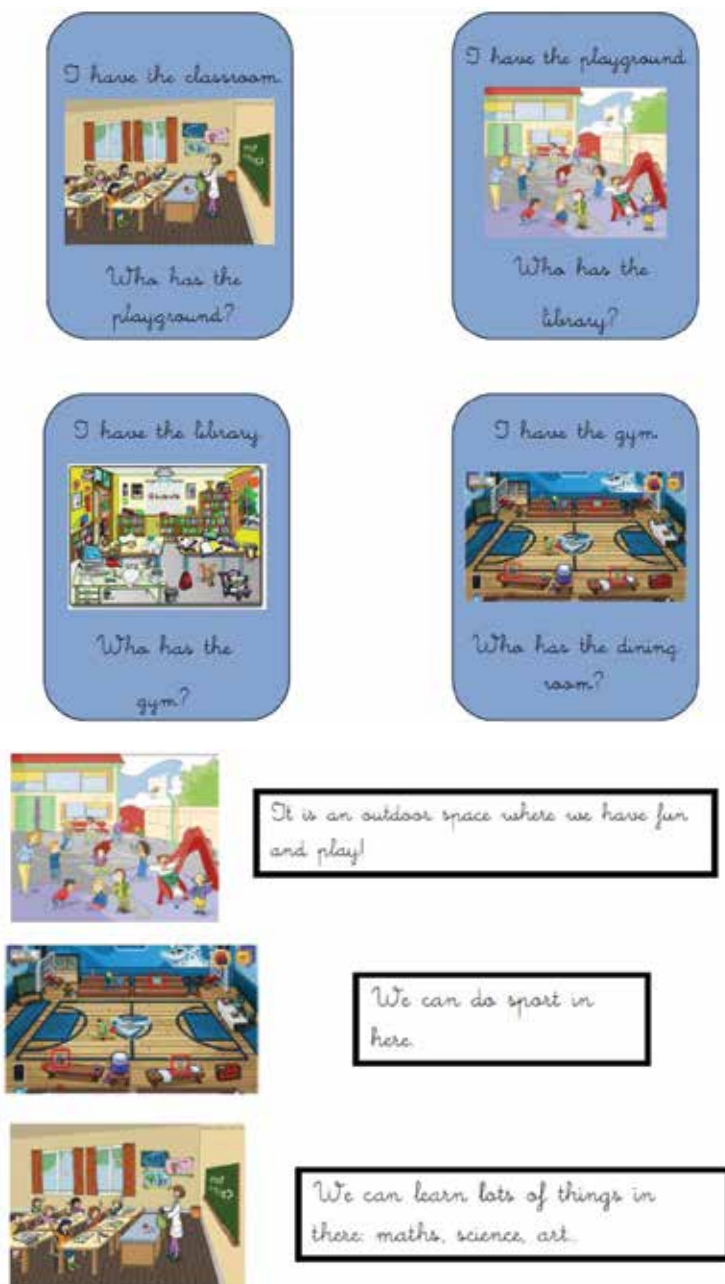 I have the classroom.
Who has the
playground?
I have the playground.
Who has the
library?
I have the library.
Who has the
gym?
I have the gym.
Who has the dining
room?
It is an outdoor space where we have fun
and play!
We can do sport in
here.
We can learn lots of things in
there: maths, science, art...